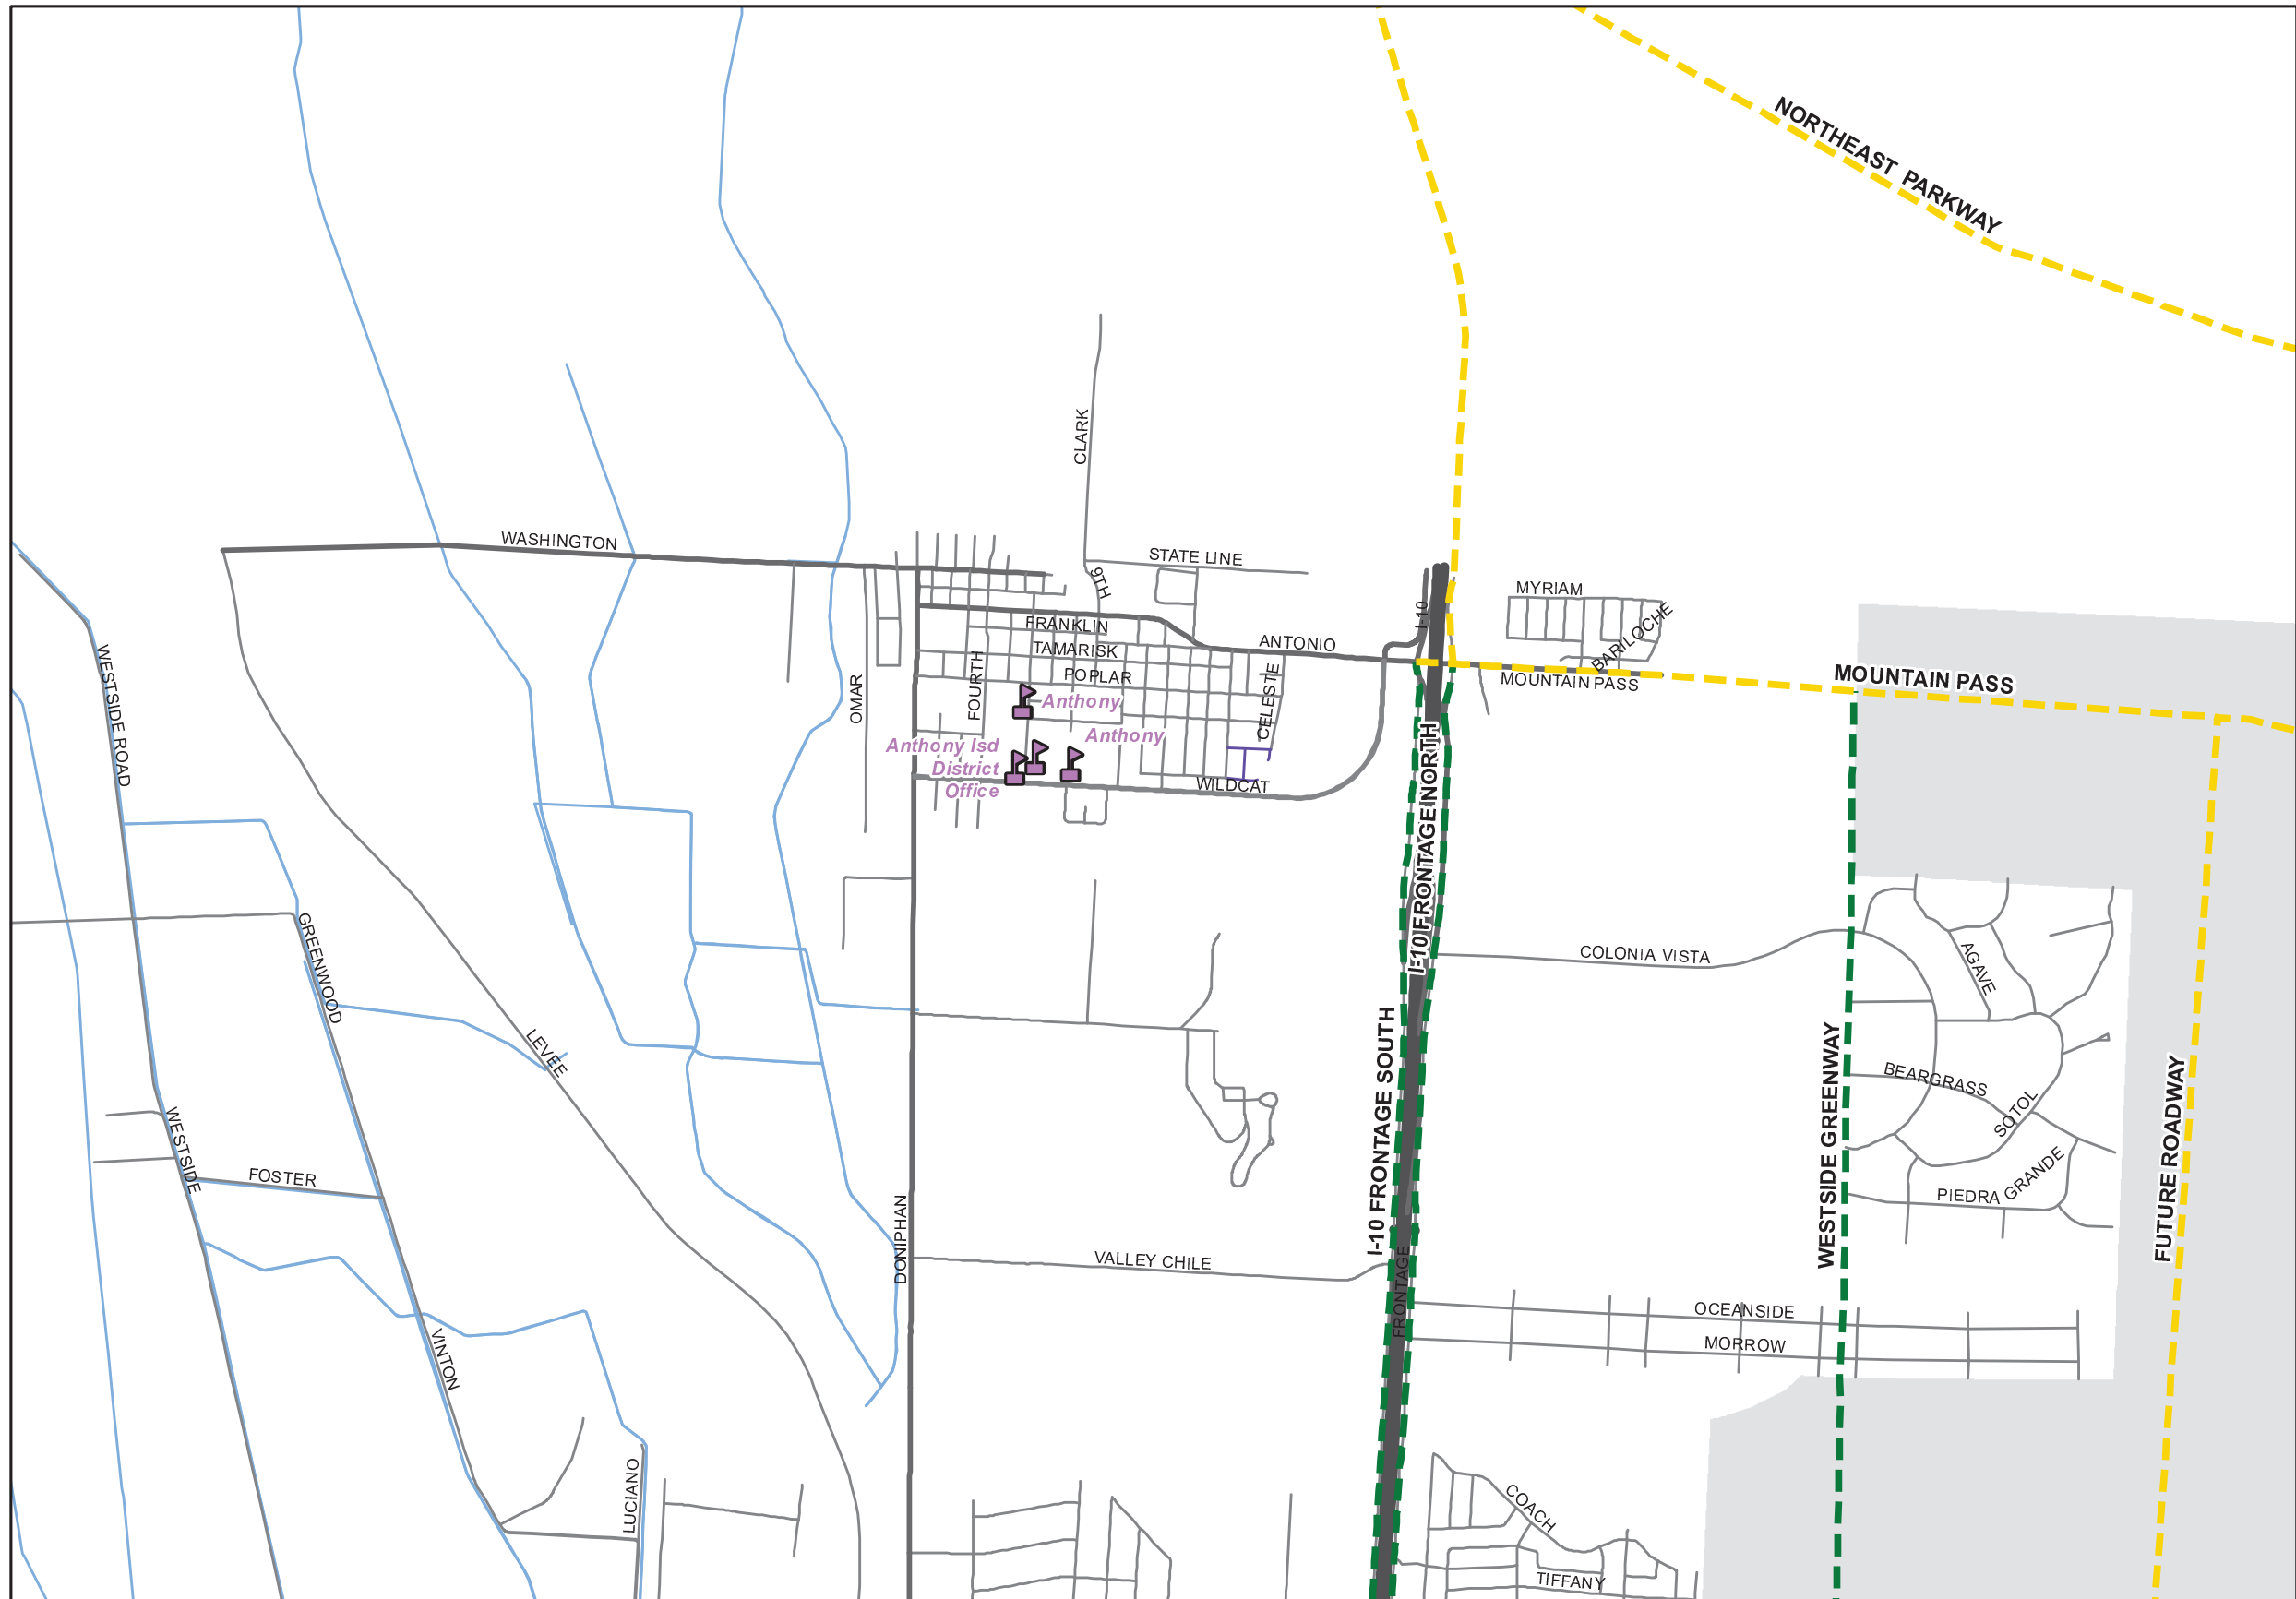 NORTHEAST PARKWAY
CLARK
WASHINGTON
STATE LINE
9TH
MYRIAM
I-10
BARILOCHE
FRANKLIN
ANTONIO
TAMARISK
POPLAR
MOUNTAIN PASS
MOUNTAIN PASS
WESTSIDE ROAD
OMAR
FOURTH
CELESTE
Anthony
Anthony
Anthony Isd
District
Office
WILDCAT
I-10 FRONTAGE NORTH
GREENWOOD
COLONIA VISTA
AGAVE
LEVEE
I-10 FRONTAGE SOUTH
WESTSIDE GREENWAY
BEARGRASS
SOTOL
FUTURE ROADWAY
WESTSIDE
FOSTER
PIEDRA GRANDE
DONIPHAN
VALLEY CHILE
FRONTAGE
OCEANSIDE
MORROW
VINTON
LUCIANO
COACH
TIFFANY